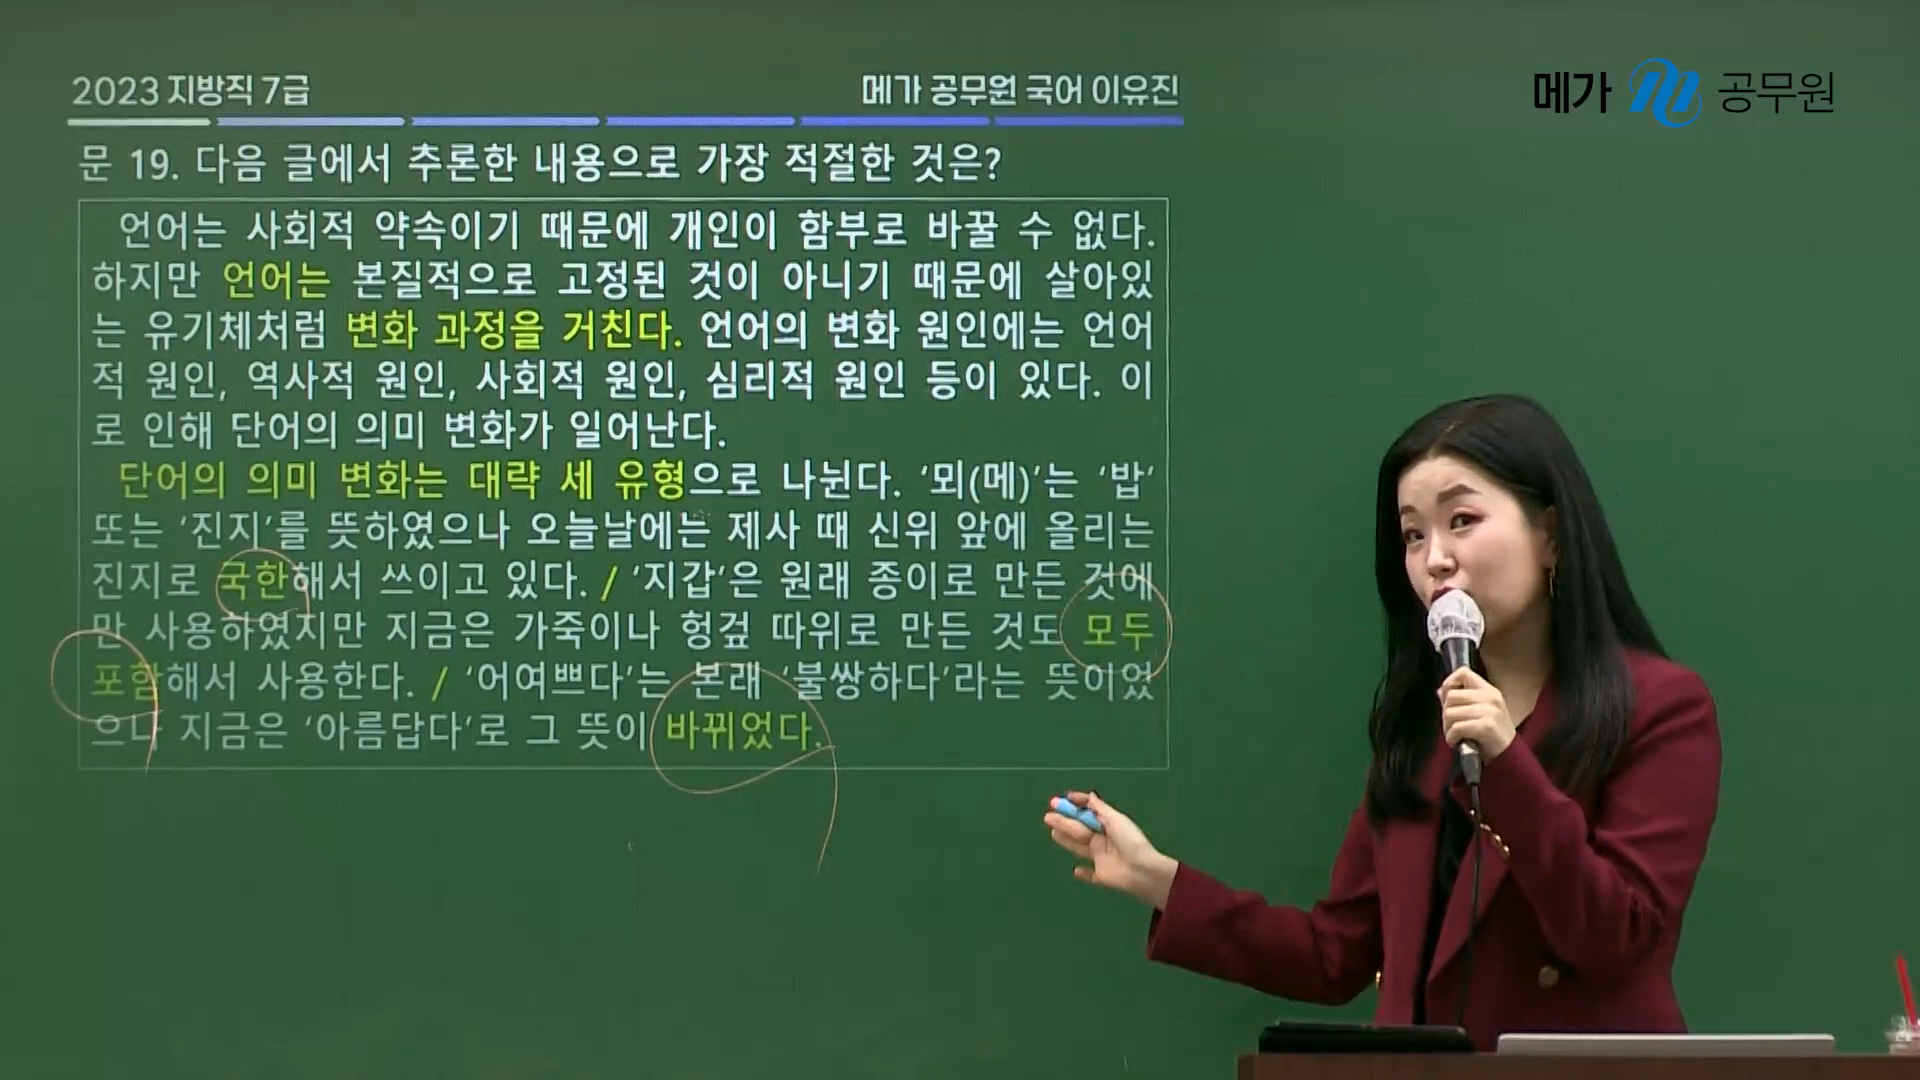 2023 지방직 7급
메가 공무원 국어 이유진
메가 공무원
문 19. 다음 글에서 추론한 내용으로 가장 적절한 것은?
언어는 사회적 약속이기 때문에 개인이 함부로 바꿀 수 없다.
하지만 언어는 본질적으로 고정된 것이 아니기 때문에 살아있
는 유기체처럼 변화 과정을 거친다. 언어의 변화 원인에는 언어
적 원인, 역사적 원인, 사회적 원인, 심리적 원인 등이 있다. 이
로 인해 단어의 의미 변화가 일어난다.
단어의 의미 변화는 대략 세 유형으로 나뉜다. ‘뫼(메)’는 ‘밥’
또는 ‘진지’를 뜻하였으나 오늘날에는 제사 때 신위 앞에 올리는
진지로 국한해서 쓰이고 있다. / ‘지갑’은 원래 종이로 만든 것에
만 사용하였지만 지금은 가죽이나 헝겊 따위로 만든 것도 모두
포함해서 사용한다. / ‘어여쁘다’는 본래 ‘불쌍하다’라는 뜻이었
으나 지금은 ‘아름답다’로 그 뜻이 바뀌었다.